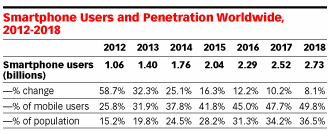 Smartphone Users and Penetration Worldwide,
2012-2018
2012 2013 2014 2015 2016 2017 2018
Smartphone users 1.06 1.40 1.76 2.04 2.29 2.52 2.73
(billions)
—% change 58.7% 32.3% 25.1% 16.3% 12.2% 10.2% 8.1%
—% of mobile users 25.8% 31.9% 37.8% 41.8% 45.0% 47.7% 49.8%
—% of population 15.2% 19.8% 24.5% 28.2% 31.3% 34.2% 36.5%